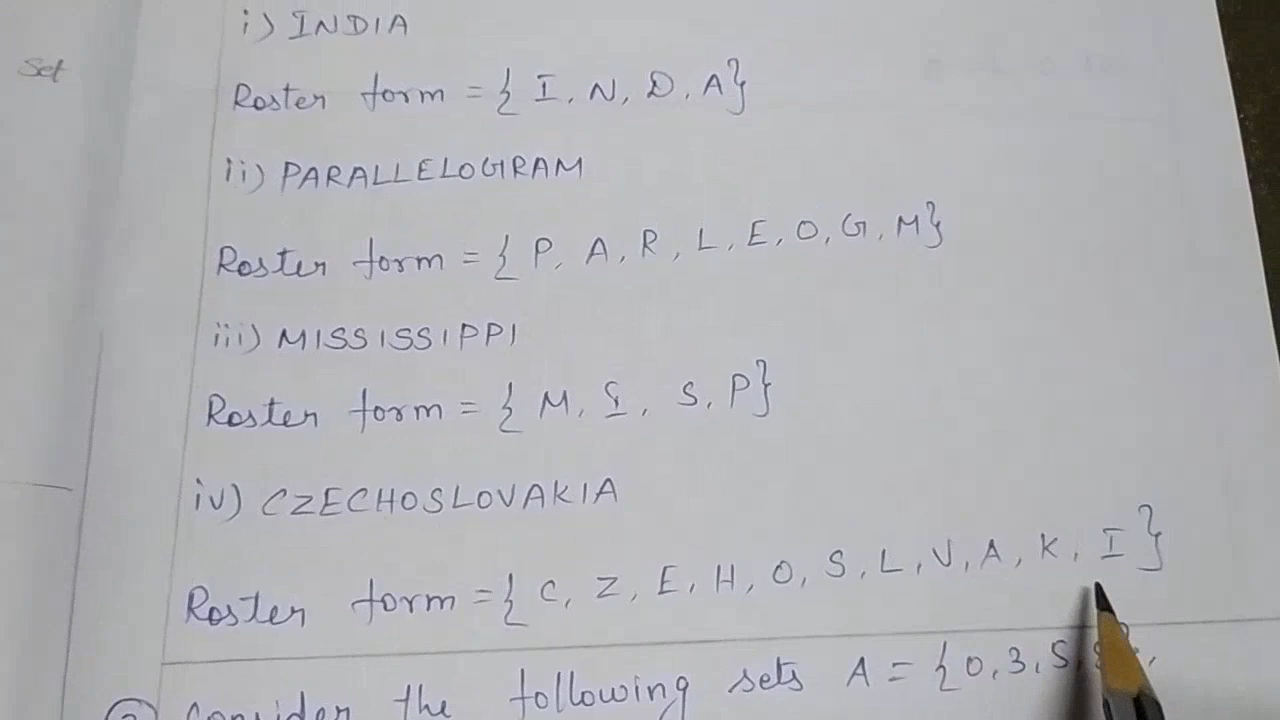 i) INDIA
Set
Roster form = { I, N, D, A}
ii) PARALLELOGRAM
Roster form = { P, A, R, L, E, O, G, M}
iii) MISSISSIPPI
Roster form = { M, I, S, P}
iv) CZECHOSLOVAKIA
Roster form = { C, Z, E, H, O, S, L, V, A, K, I }
Consider the following sets A = {0, 3, 5,